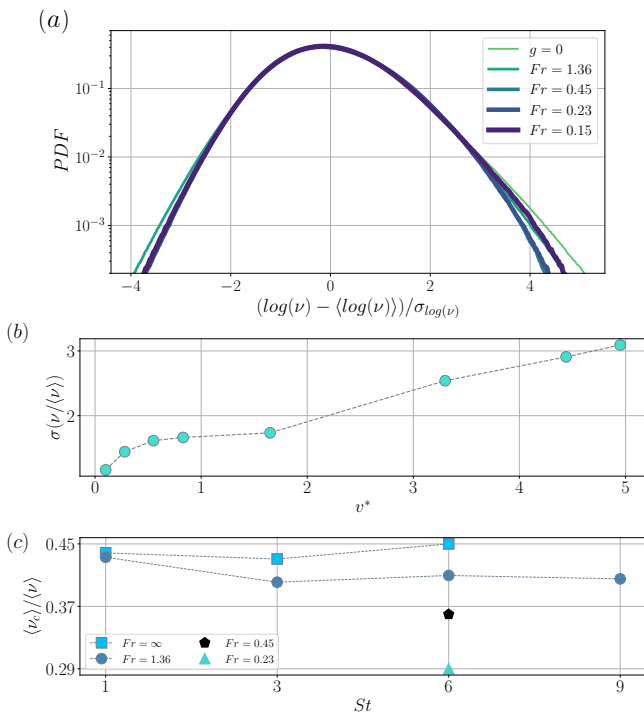 (a)
PDF
10^{-1}
10^{-2}
10^{-3}
g = 0
Fr = 1.36
Fr = 0.45
Fr = 0.23
Fr = 0.15
−4 −2 0 2 4
(log(ν) − ⟨log(ν)⟩)/σ_{log(ν)}
(b)
σ(ν/⟨ν⟩)
3
2
0 1 2 3 4 5
v*
(c)
⟨ν_c⟩/⟨ν⟩
0.45
0.37
0.29
Fr = ∞
Fr = 1.36
Fr = 0.45
Fr = 0.23
1 3 6 9
St